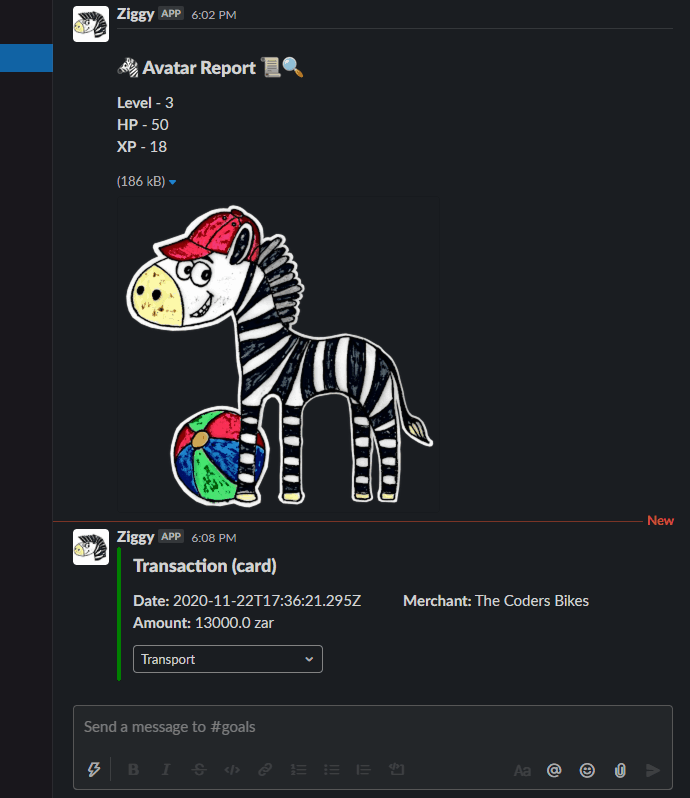 Ziggy APP 6:02 PM
Avatar Report
Level - 3
HP - 50
XP - 18
(186 kB)
New
Ziggy APP 6:08 PM
Transaction (card)
Date: 2020-11-22T17:36:21.295Z Merchant: The Coders Bikes
Amount: 13000.0 zar
Transport
Send a message to #goals
B I S </> Aa @